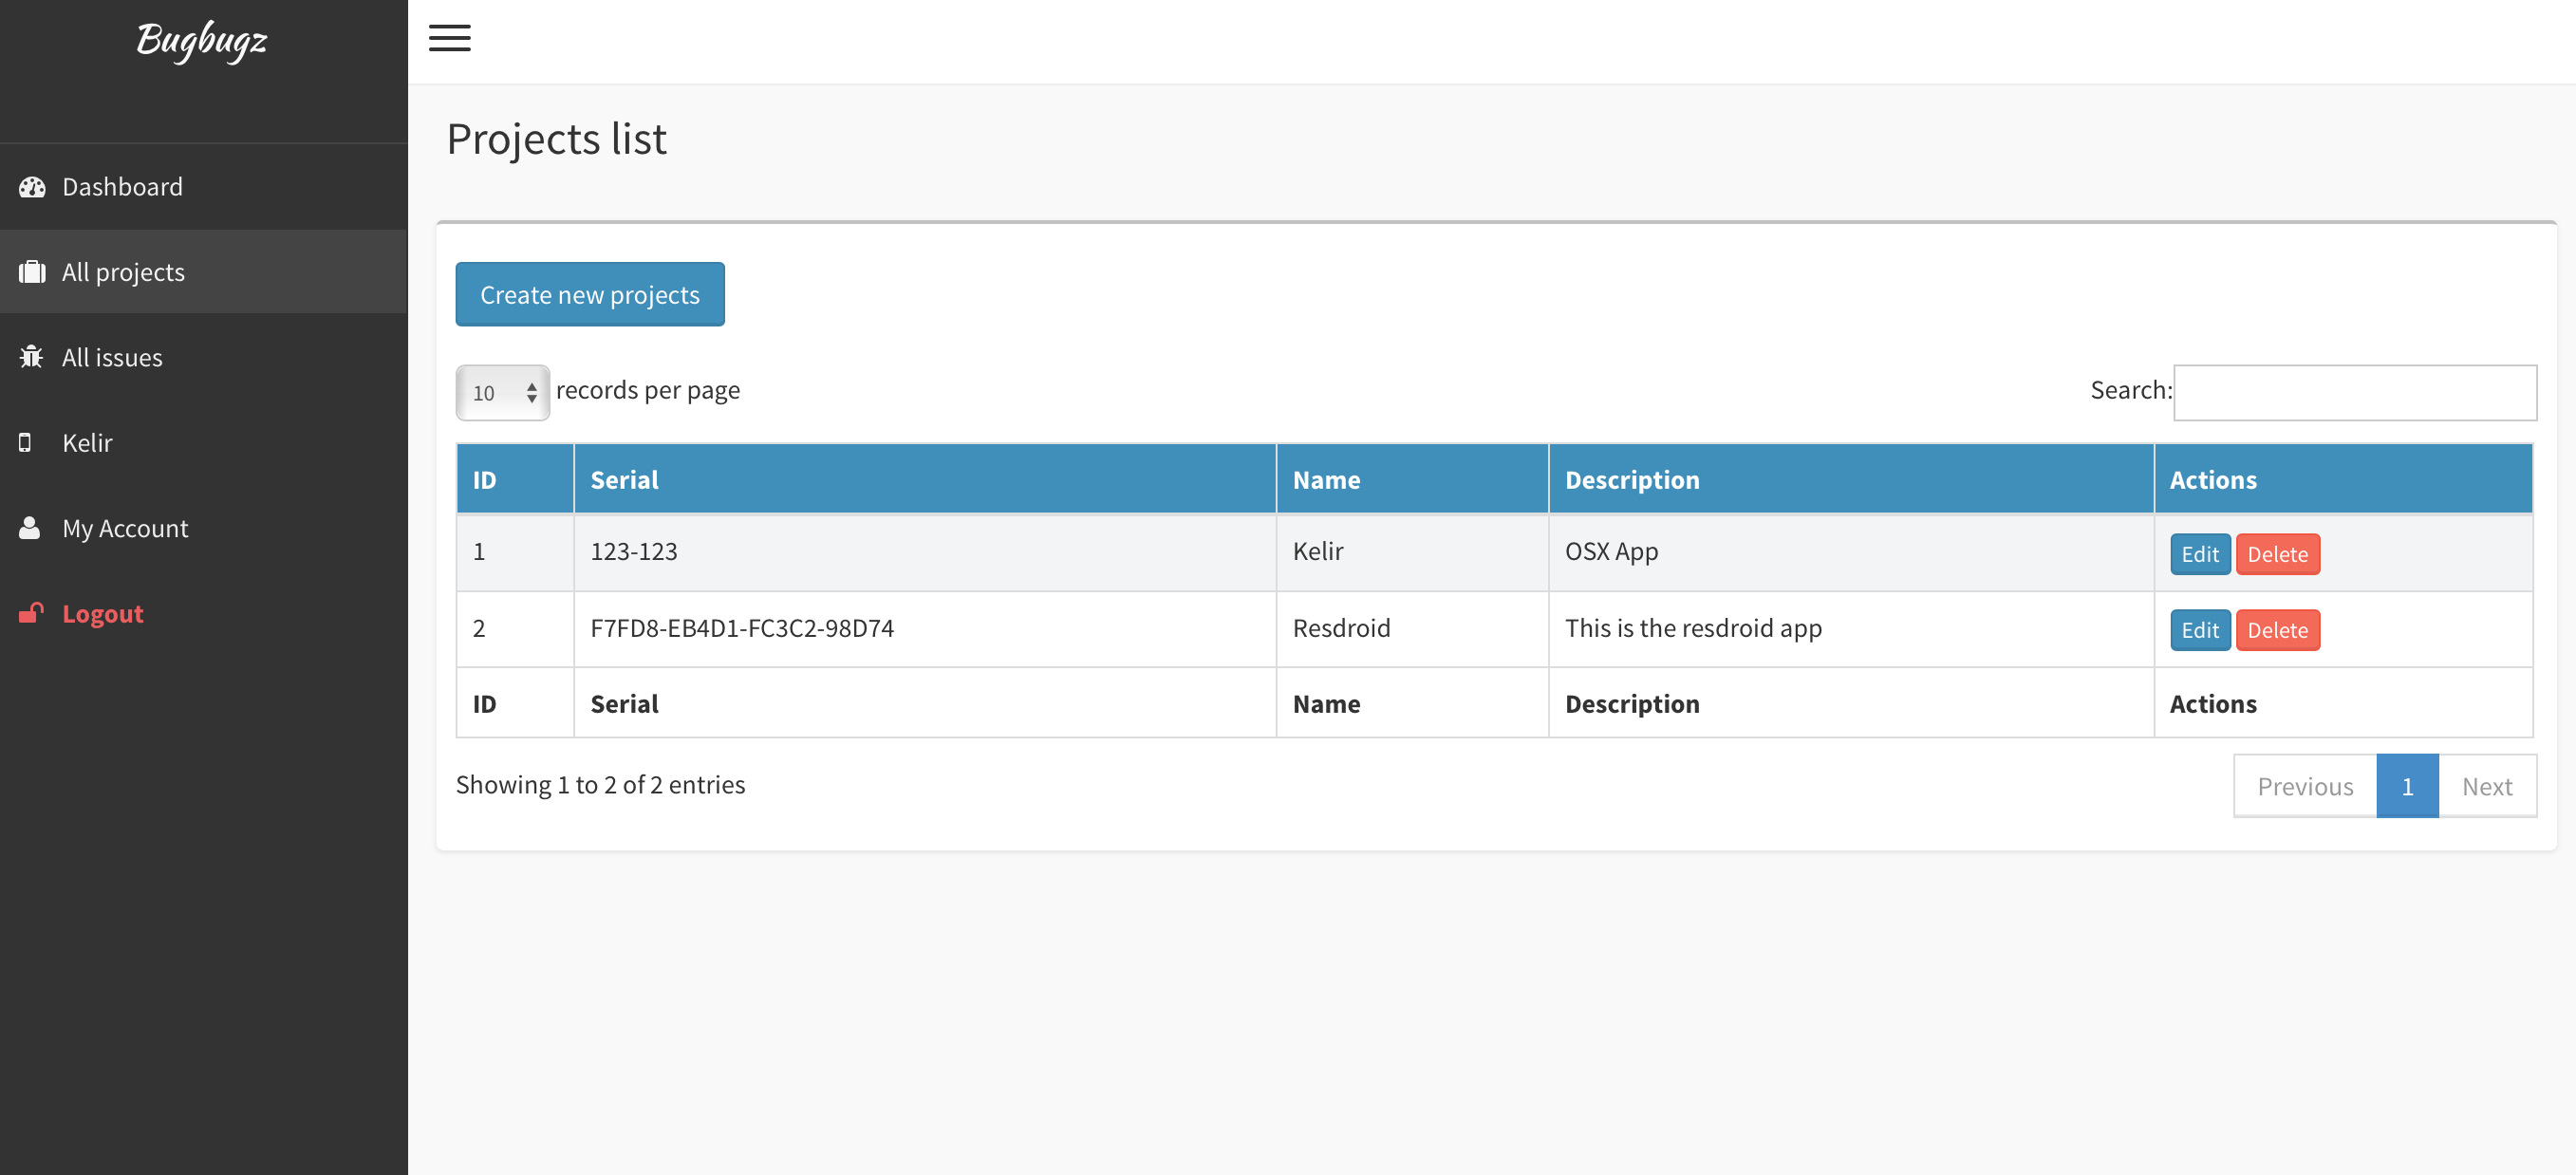 Bugbugz
Dashboard
All projects
All issues
Kelir
My Account
Logout
Projects list
Create new projects
10 records per page
Search:
ID Serial Name Description Actions
1 123-123 Kelir OSX App Edit Delete
2 F7FD8-EB4D1-FC3C2-98D74 Resdroid This is the resdroid app Edit Delete
ID Serial Name Description Actions
Showing 1 to 2 of 2 entries
Previous 1 Next